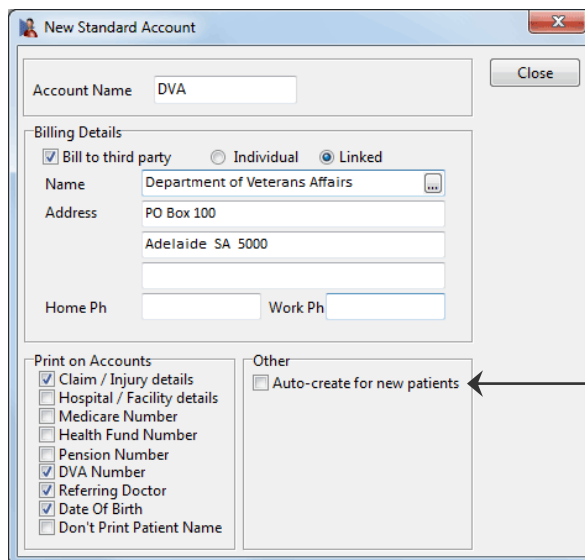 New Standard Account
Close
Account Name DVA
Billing Details
Bill to third party Individual Linked
Name Department of Veterans Affairs ...
Address PO Box 100
Adelaide SA 5000
Home Ph Work Ph
Print on Accounts
Claim / Injury details
Hospital / Facility details
Medicare Number
Health Fund Number
Pension Number
DVA Number
Referring Doctor
Date Of Birth
Don't Print Patient Name
Other
Auto-create for new patients